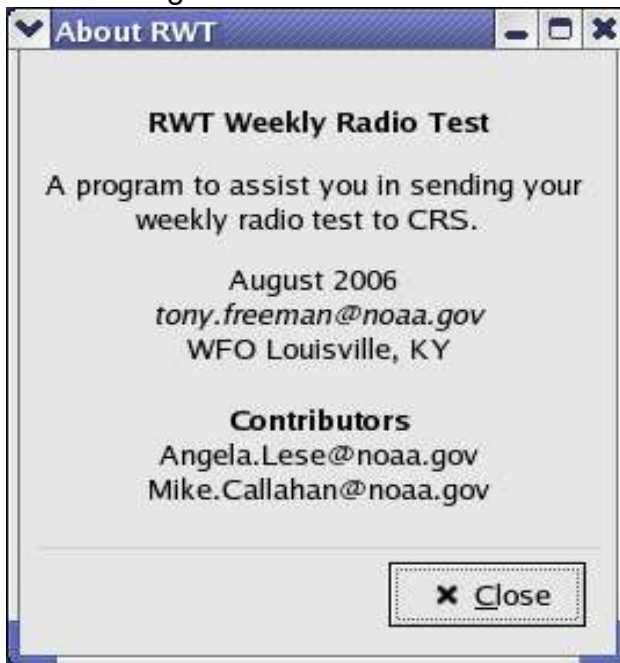 About RWT
RWT Weekly Radio Test
A program to assist you in sending your
weekly radio test to CRS.
August 2006
tony.freeman@noaa.gov
WFO Louisville, KY
Contributors
Angela.Lese@noaa.gov
Mike.Callahan@noaa.gov
Close